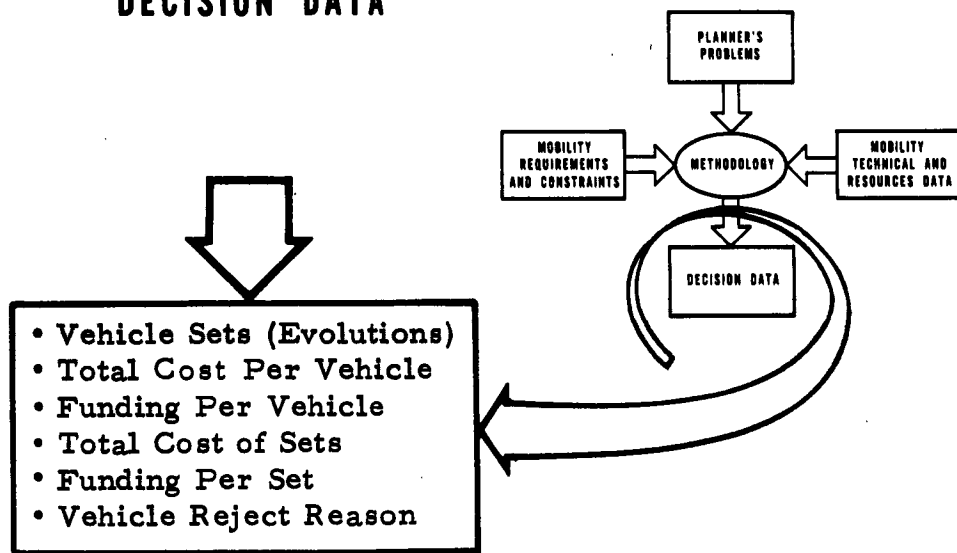 DECISION DATA
PLANNER'S
PROBLEMS
MOBILITY
REQUIREMENTS
AND CONSTRAINTS
METHODOLOGY
MOBILITY
TECHNICAL AND
RESOURCES DATA
DECISION DATA
• Vehicle Sets (Evolutions)
• Total Cost Per Vehicle
• Funding Per Vehicle
• Total Cost of Sets
• Funding Per Set
• Vehicle Reject Reason